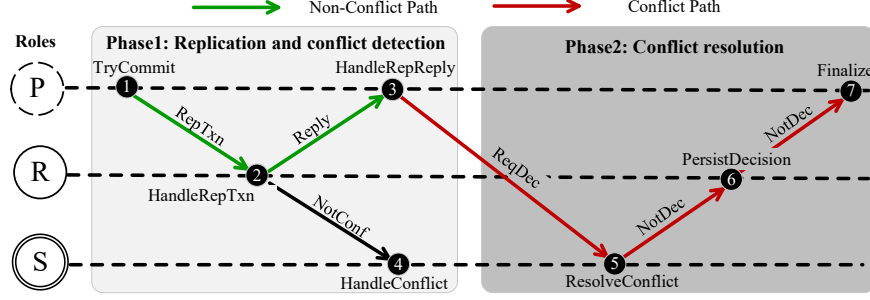 Non-Conflict Path
Conflict Path
Roles
Phase1: Replication and conflict detection
Phase2: Conflict resolution
TryCommit
HandleRepReply
Finalize
P
1
3
7
RepTxn
Reply
NotDec
ReqDec
PersistDecision
R
2
6
HandleRepTxn
NotConf
NotDec
S
4
5
HandleConflict
ResolveConflict